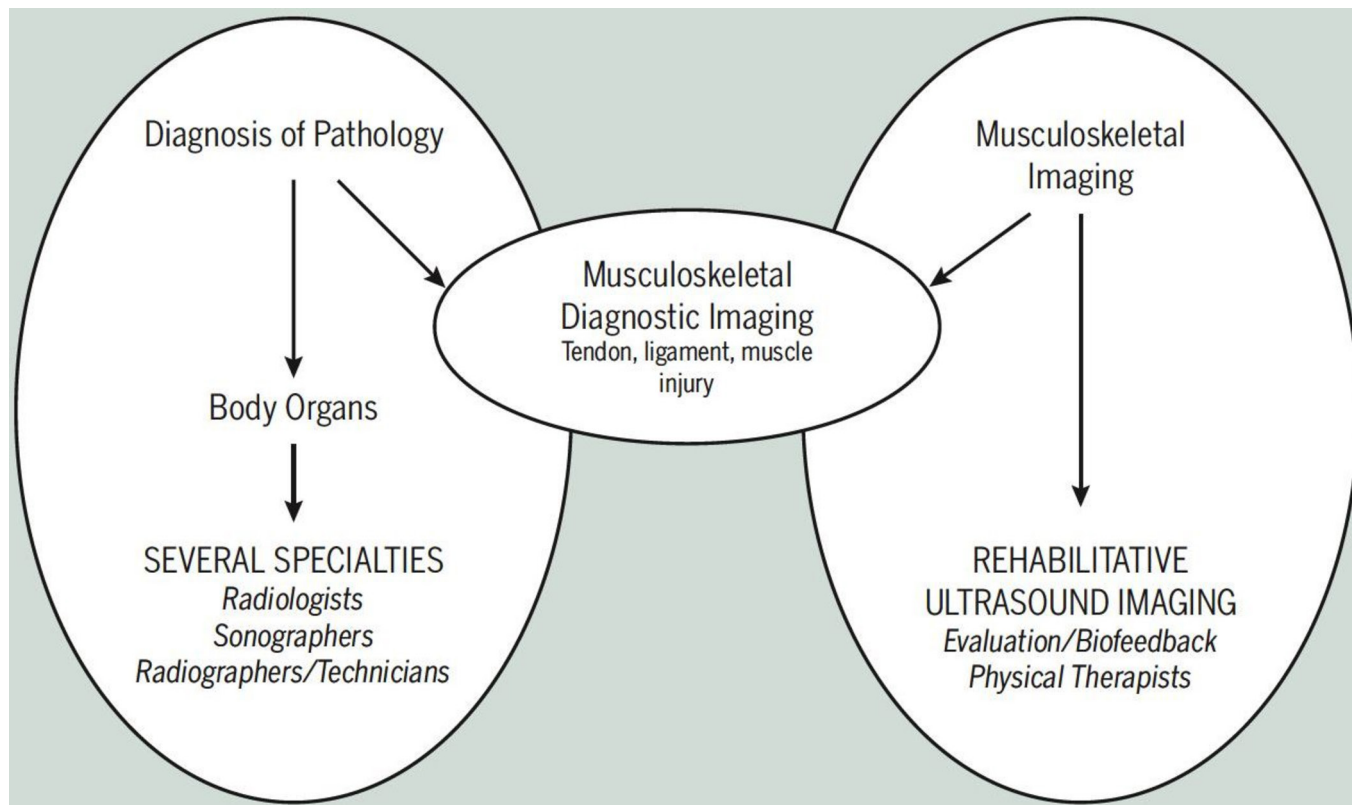 Diagnosis of Pathology
Body Organs
SEVERAL SPECIALTIES
Radiologists
Sonographers
Radiographers/Technicians
Musculoskeletal
Diagnostic Imaging
Tendon, ligament, muscle
injury
Musculoskeletal
Imaging
REHABILITATIVE
ULTRASOUND IMAGING
Evaluation/Biofeedback
Physical Therapists